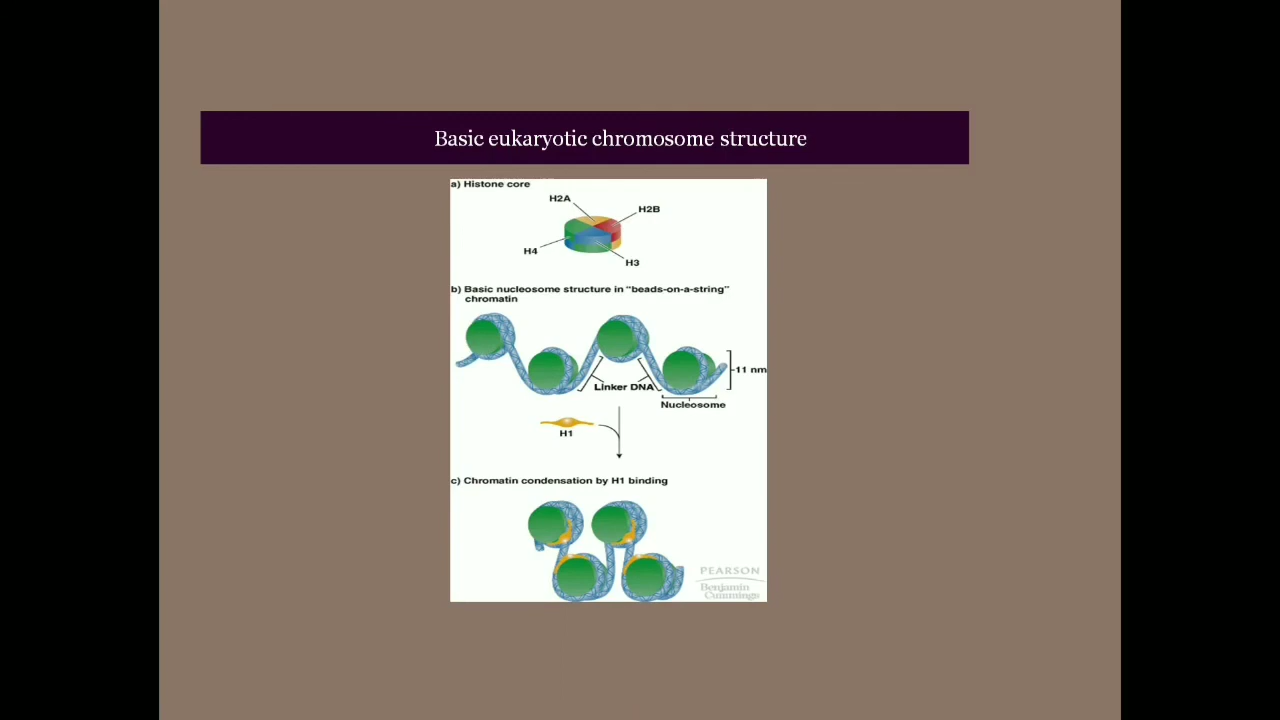 Basic eukaryotic chromosome structure
a) Histone core
H2A
H2B
H4
H3
b) Basic nucleosome structure in "beads-on-a-string"
chromatin
11 nm
Linker DNA
Nucleosome
H1
c) Chromatin condensation by H1 binding
PEARSON
Benjamin
Cummings